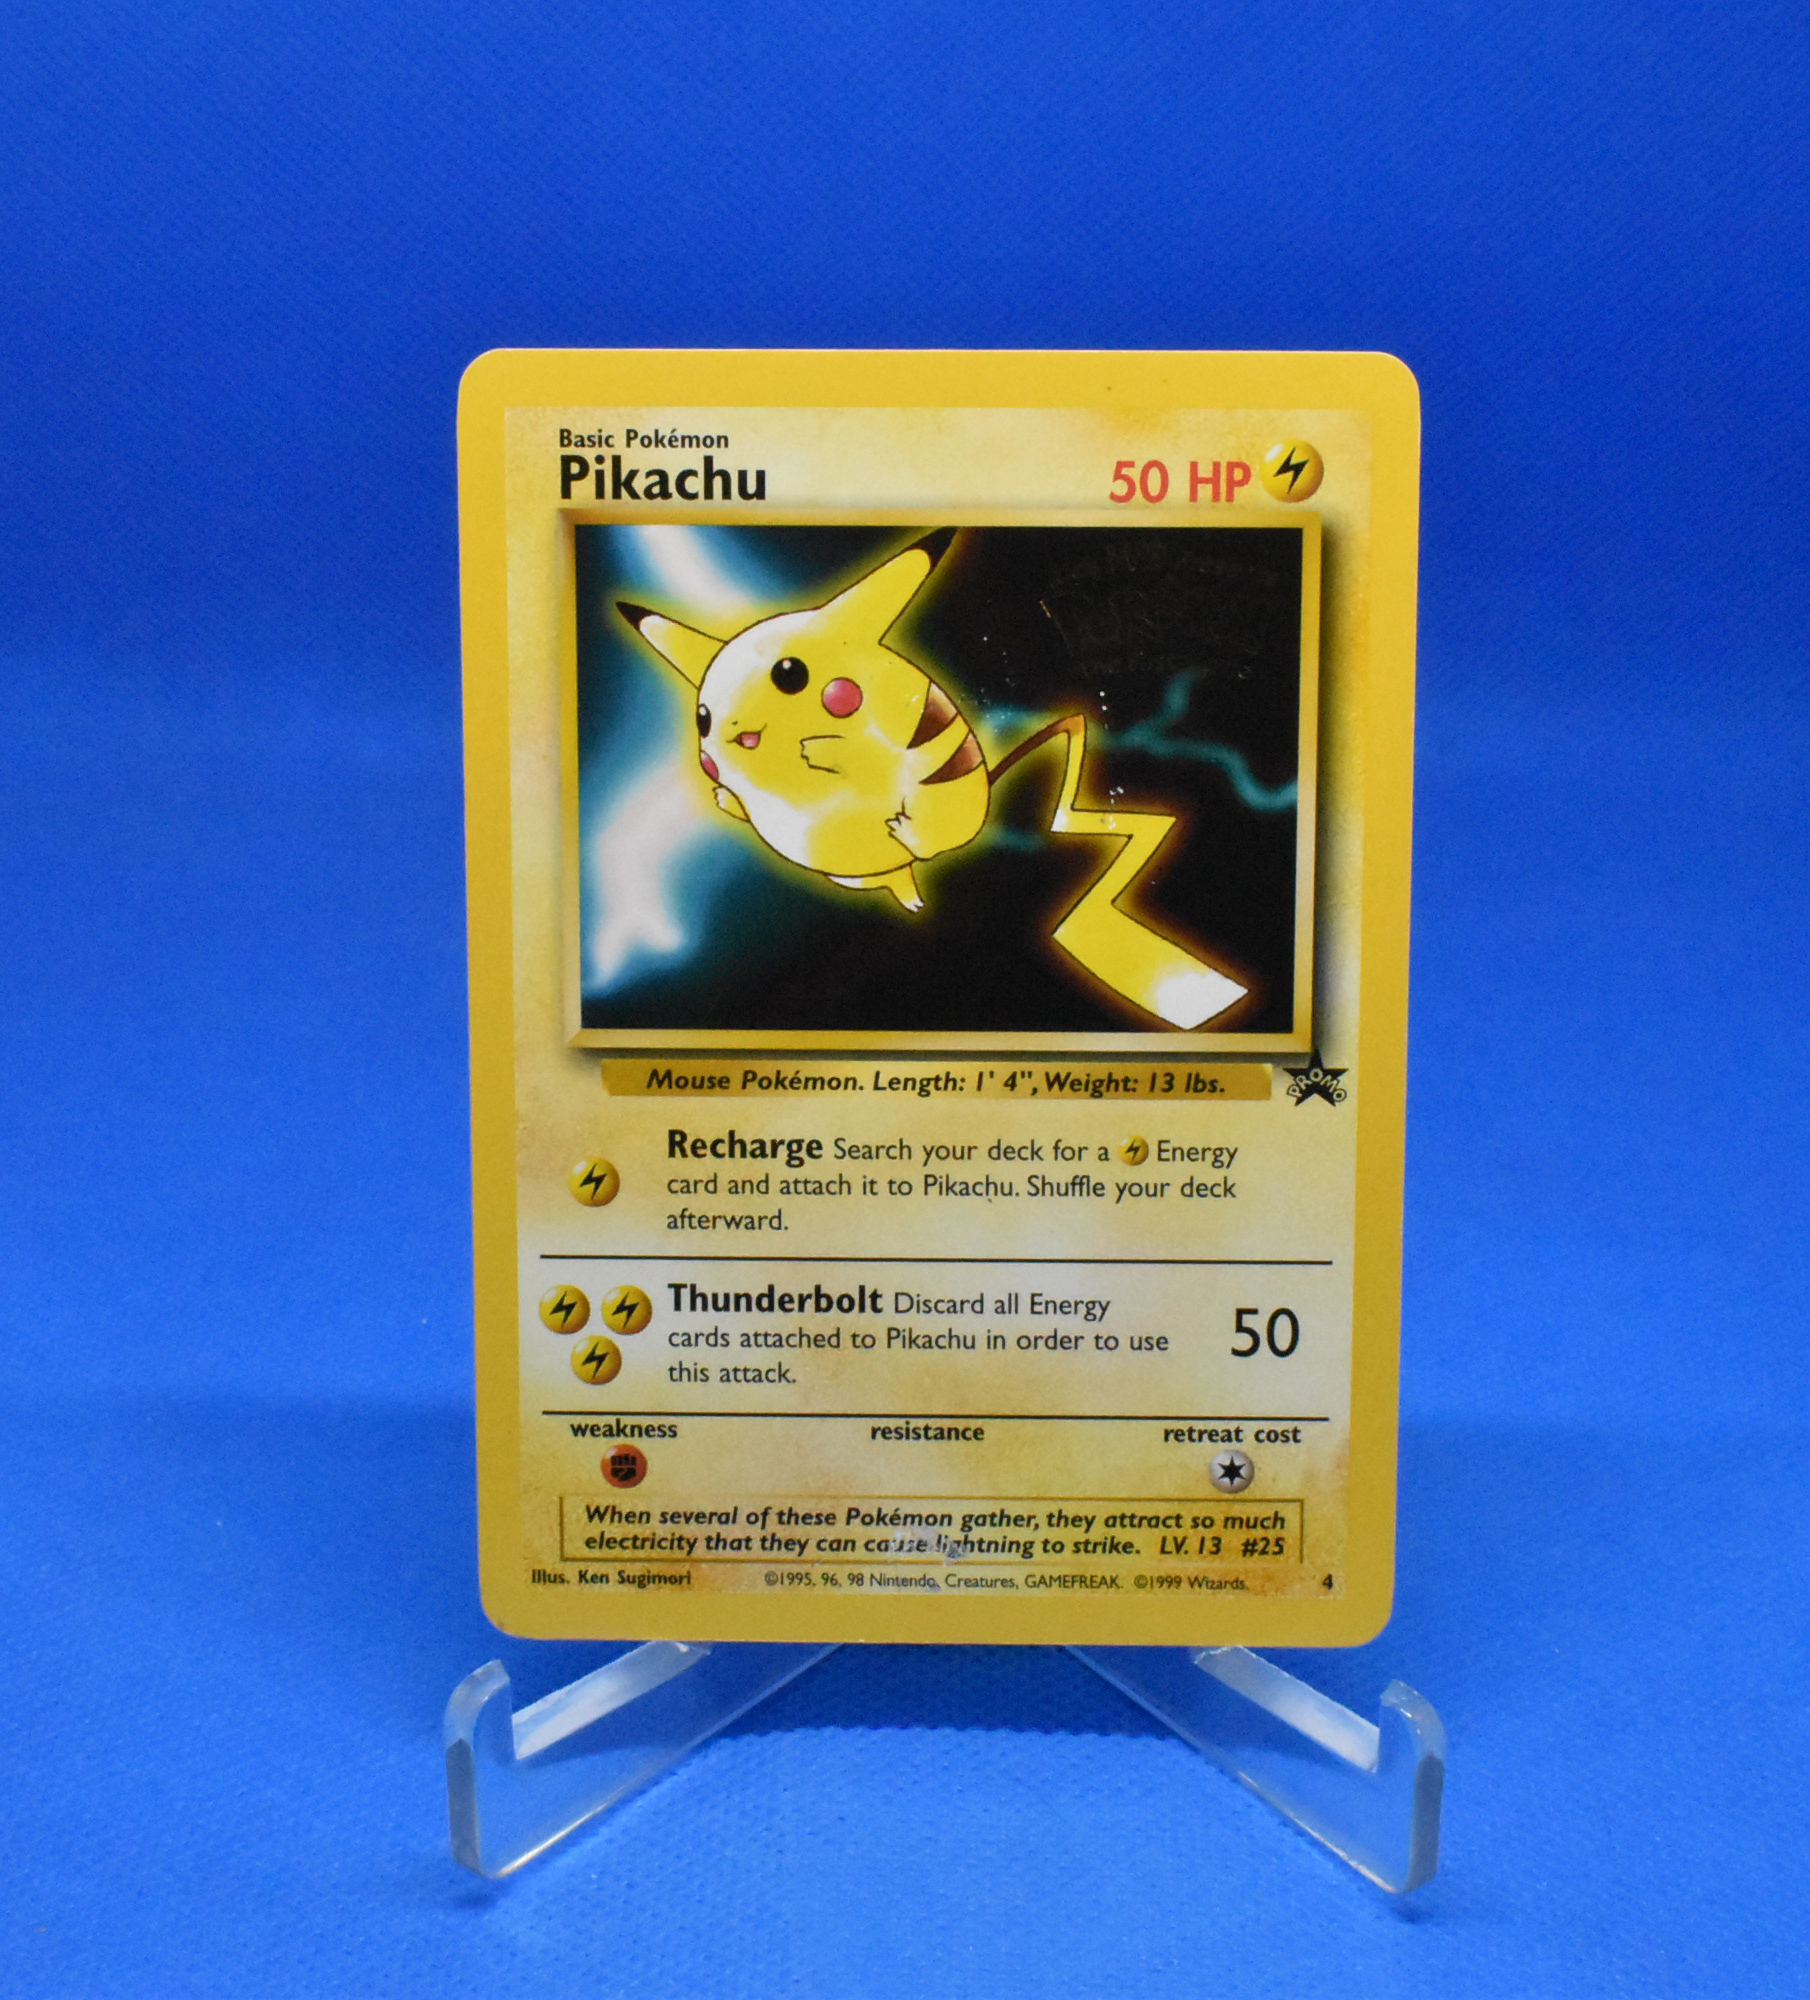 Basic Pokémon
Pikachu
50 HP
Mouse Pokémon. Length: 1' 4", Weight: 13 lbs.
PROMO
Recharge Search your deck for a Energy
card and attach it to Pikachu. Shuffle your deck
afterward.
Thunderbolt Discard all Energy
cards attached to Pikachu in order to use
this attack.
50
weakness
resistance
retreat cost
When several of these Pokémon gather, they attract so much
electricity that they can cause lightning to strike. LV. 13 #25
Illus. Ken Sugimori
©1995, 96, 98 Nintendo, Creatures, GAMEFREAK. ©1999 Wizards.
4